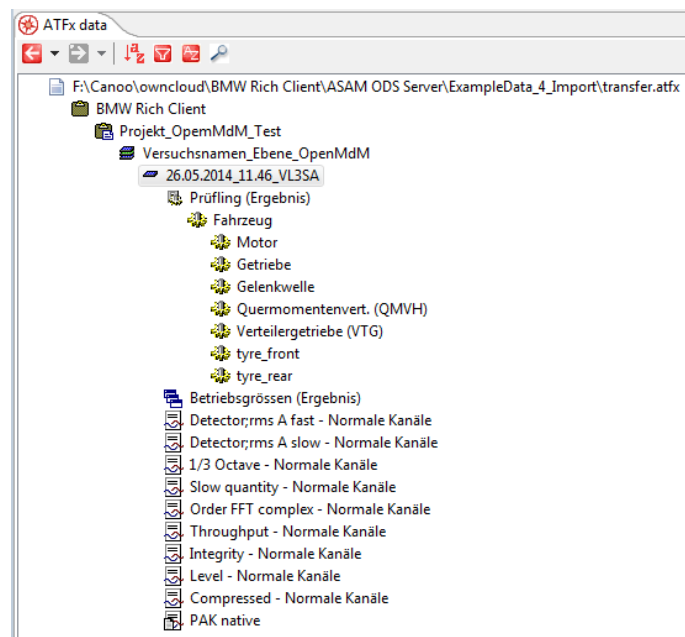 ATFx data
F:\Canoo\owncloud\BMW Rich Client\ASAM ODS Server\ExampleData_4_Import\transfer.atfx
BMW Rich Client
Projekt_OpemMdM_Test
Versuchsnamen_Ebene_OpenMdM
26.05.2014_11.46_VL3SA
Prüfling (Ergebnis)
Fahrzeug
Motor
Getriebe
Gelenkwelle
Quermomentenvert. (QMVH)
Verteilergetriebe (VTG)
tyre_front
tyre_rear
Betriebsgrössen (Ergebnis)
Detector;rms A fast - Normale Kanäle
Detector;rms A slow - Normale Kanäle
1/3 Octave - Normale Kanäle
Slow quantity - Normale Kanäle
Order FFT complex - Normale Kanäle
Throughput - Normale Kanäle
Integrity - Normale Kanäle
Level - Normale Kanäle
Compressed - Normale Kanäle
PAK native